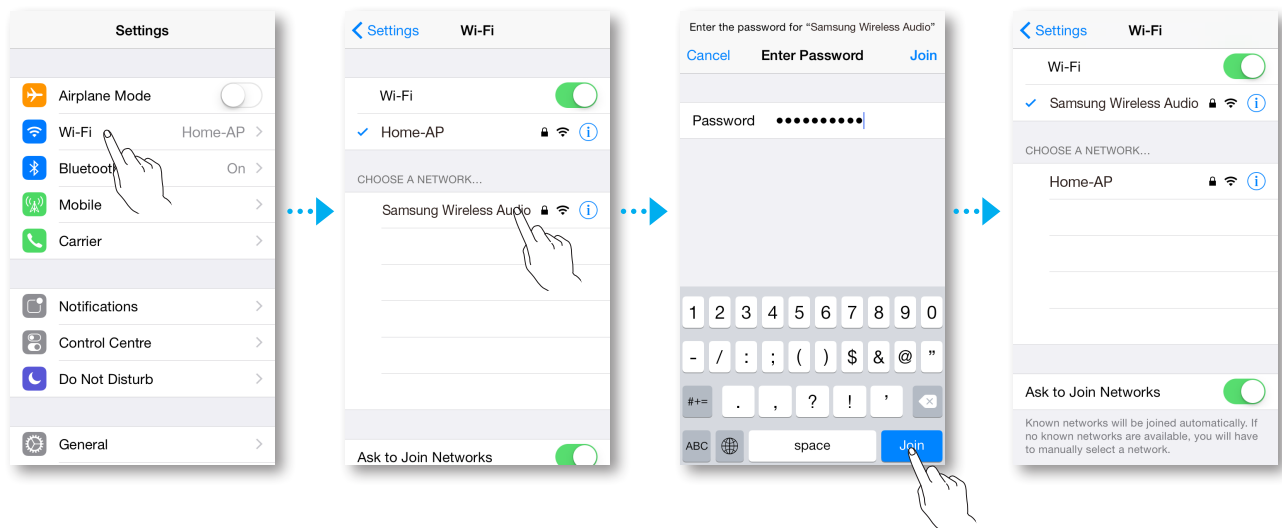 Settings
Airplane Mode
Wi-Fi Home-AP
Bluetoot On
Mobile
Carrier
Notifications
Control Centre
Do Not Disturb
General
Settings Wi-Fi
Wi-Fi
Home-AP
CHOOSE A NETWORK...
Samsung Wireless Audio
Ask to Join Networks
Enter the password for “Samsung Wireless Audio”
Cancel Enter Password Join
Password ●●●●●●●●●●
1 2 3 4 5 6 7 8 9 0
- / : ; ( ) $ & @ ”
#+= . , ? ! ’
ABC space Join
Settings Wi-Fi
Wi-Fi
Samsung Wireless Audio
CHOOSE A NETWORK...
Home-AP
Ask to Join Networks
Known networks will be joined automatically. If
no known networks are available, you will have
to manually select a network.